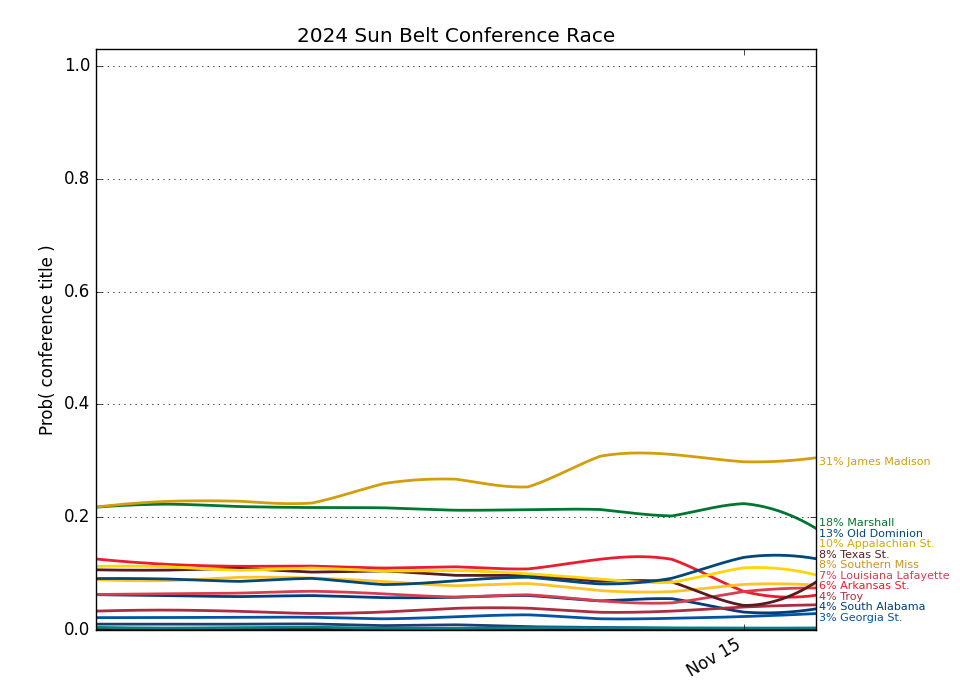 2024 Sun Belt Conference Race
Prob( conference title )
1.0
0.8
0.6
0.4
0.2
0.0
31% James Madison
18% Marshall
13% Old Dominion
10% Appalachian St.
8% Texas St.
8% Southern Miss
7% Louisiana Lafayette
6% Arkansas St.
4% Troy
4% South Alabama
3% Georgia St.
Nov 15